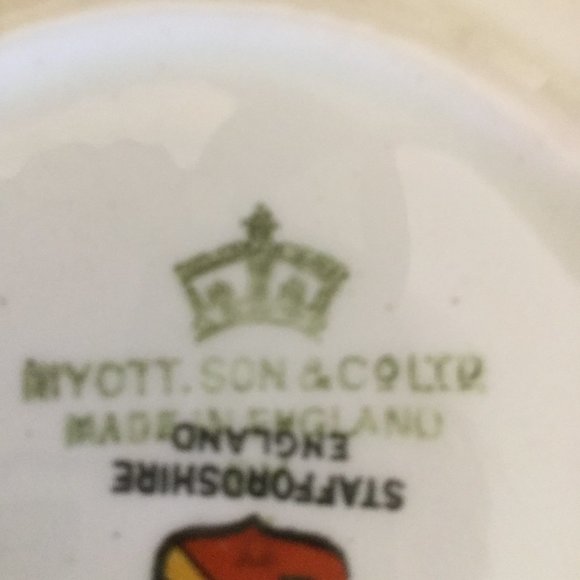 MYOTT. SON & CO LTD
MADE IN ENGLAND
STAFFORDSHIRE
ENGLAND